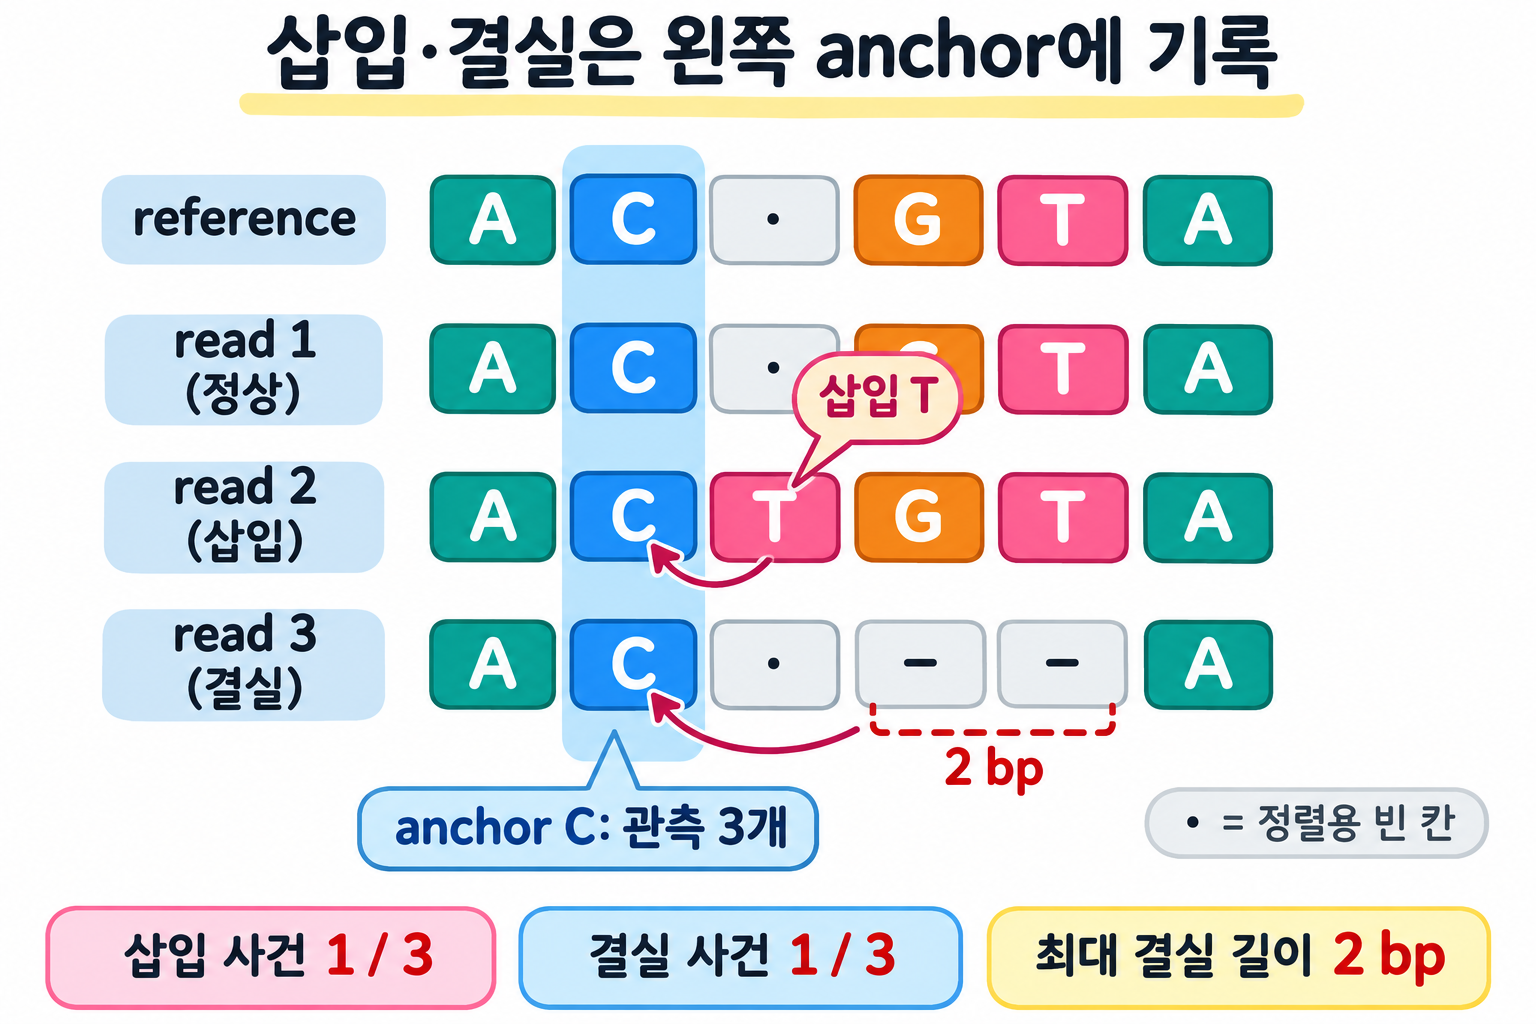 삽입·결실은 왼쪽 anchor에 기록
reference A C · G T A
read 1 A C · G T A
(정상)
삽입 T
read 2 A C T G T A
(삽입)
read 3 A C · – – A
(결실)
2 bp
anchor C: 관측 3개
· = 정렬용 빈 칸
삽입 사건 1 / 3
결실 사건 1 / 3
최대 결실 길이 2 bp